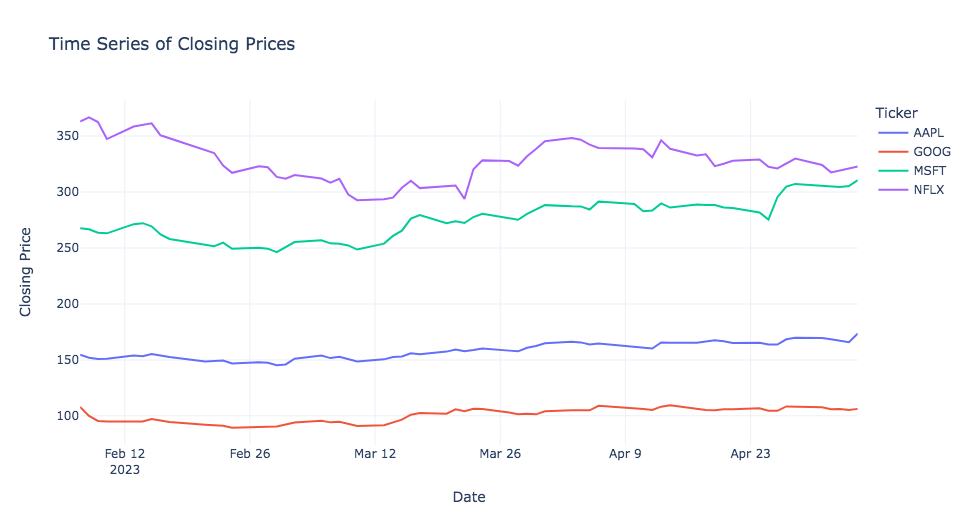 Time Series of Closing Prices
Closing Price
350
300
250
200
150
100
Feb 12
2023
Feb 26
Mar 12
Mar 26
Apr 9
Apr 23
Date
Ticker
AAPL
GOOG
MSFT
NFLX